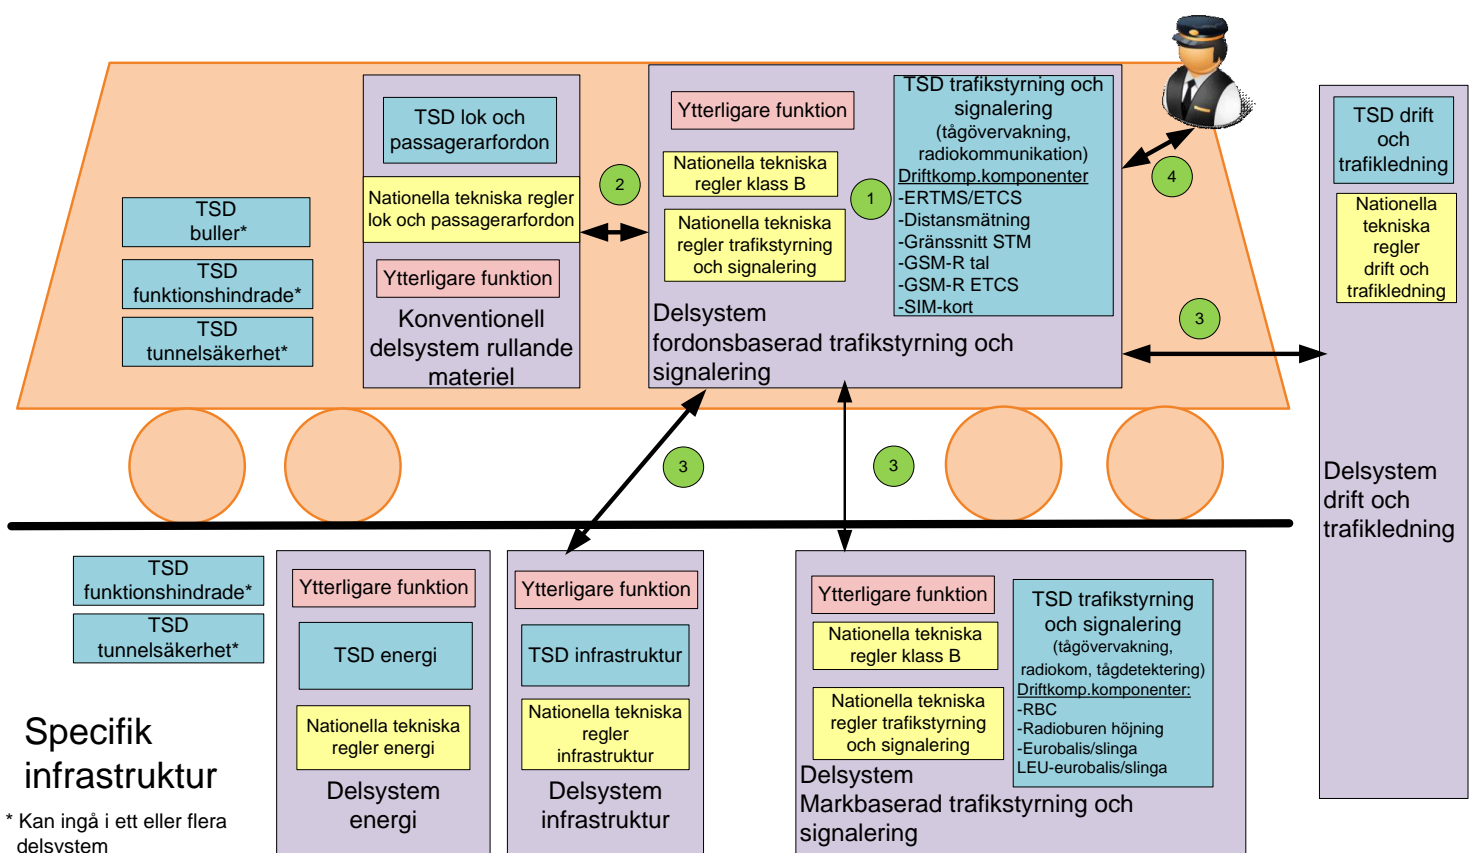 TSD
buller*
TSD
funktionshindrade*
TSD
tunnelsäkerhet*
TSD lok och
passagerarfordon
Nationella tekniska regler
lok och passagerarfordon
Ytterligare funktion
Konventionell
delsystem rullande
materiel
2
Ytterligare funktion
Nationella tekniska
regler klass B
Nationella tekniska
regler trafikstyrning
och signalering
1
Delsystem
fordonsbaserad trafikstyrning och
signalering
TSD trafikstyrning och
signalering
(tågövervakning,
radiokommunikation)
Driftkomp.komponenter
-ERTMS/ETCS
-Distansmätning
-Gränssnitt STM
-GSM-R tal
-GSM-R ETCS
-SIM-kort
4
3
TSD drift
och
trafikledning
Nationella
tekniska
regler
drift och
trafikledning
Delsystem
drift och
trafikledning
3
3
TSD
funktionshindrade*
TSD
tunnelsäkerhet*
Specifik
infrastruktur
* Kan ingå i ett eller flera
delsystem
Ytterligare funktion
TSD energi
Nationella tekniska
regler energi
Delsystem
energi
Ytterligare funktion
TSD infrastruktur
Nationella tekniska
regler
infrastruktur
Delsystem
infrastruktur
Ytterligare funktion
Nationella tekniska
regler klass B
Nationella tekniska
regler trafikstyrning
och signalering
TSD trafikstyrning
och signalering
(tågövervakning,
radiokom, tågdetektering)
Driftkomp.komponenter:
-RBC
-Radioburen höjning
-Eurobalis/slinga
LEU-eurobalis/slinga
Delsystem
Markbaserad trafikstyrning och
signalering